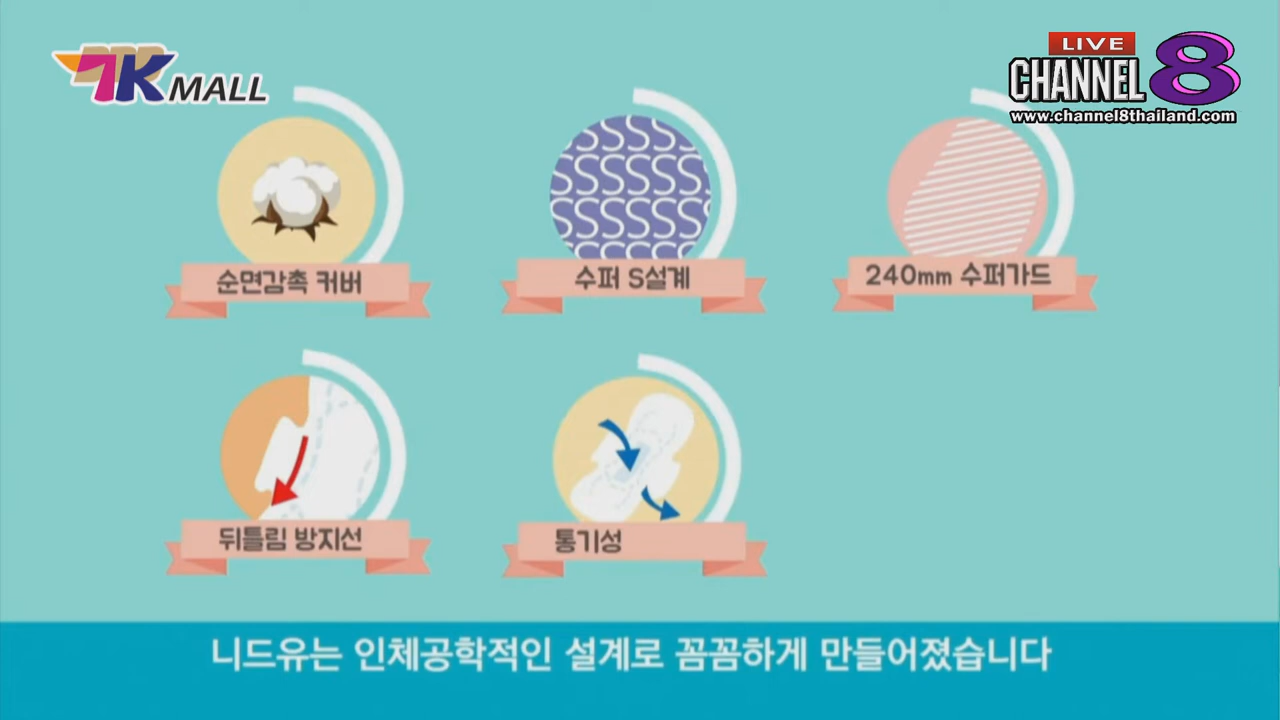 TK MALL
LIVE
CHANNEL 8
www.channel8thailand.com
순면감촉 커버
수퍼 S설계
240mm 수퍼가드
뒤틀림 방지선
통기성
니드유는 인체공학적인 설계로 꼼꼼하게 만들어졌습니다